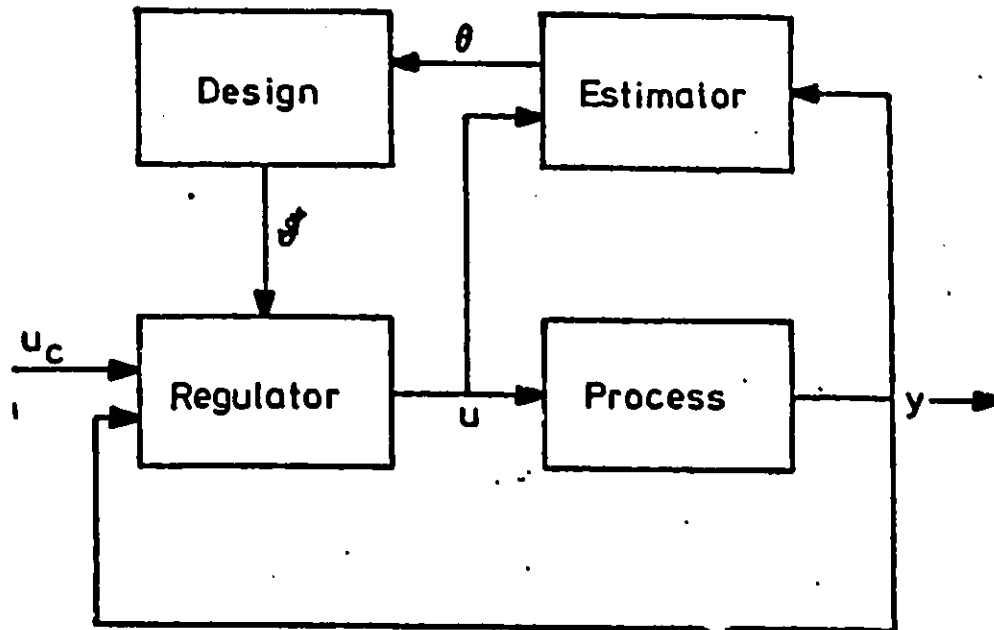 θ
Design
Estimator
ϑ
u_c
Regulator
u
Process
y